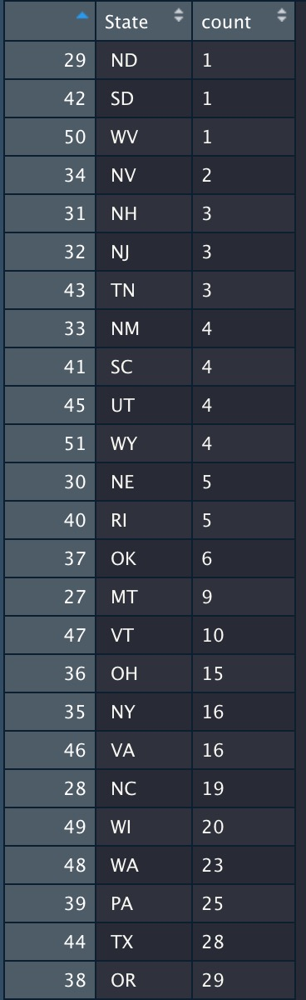 State count
29 ND 1
42 SD 1
50 WV 1
34 NV 2
31 NH 3
32 NJ 3
43 TN 3
33 NM 4
41 SC 4
45 UT 4
51 WY 4
30 NE 5
40 RI 5
37 OK 6
27 MT 9
47 VT 10
36 OH 15
35 NY 16
46 VA 16
28 NC 19
49 WI 20
48 WA 23
39 PA 25
44 TX 28
38 OR 29